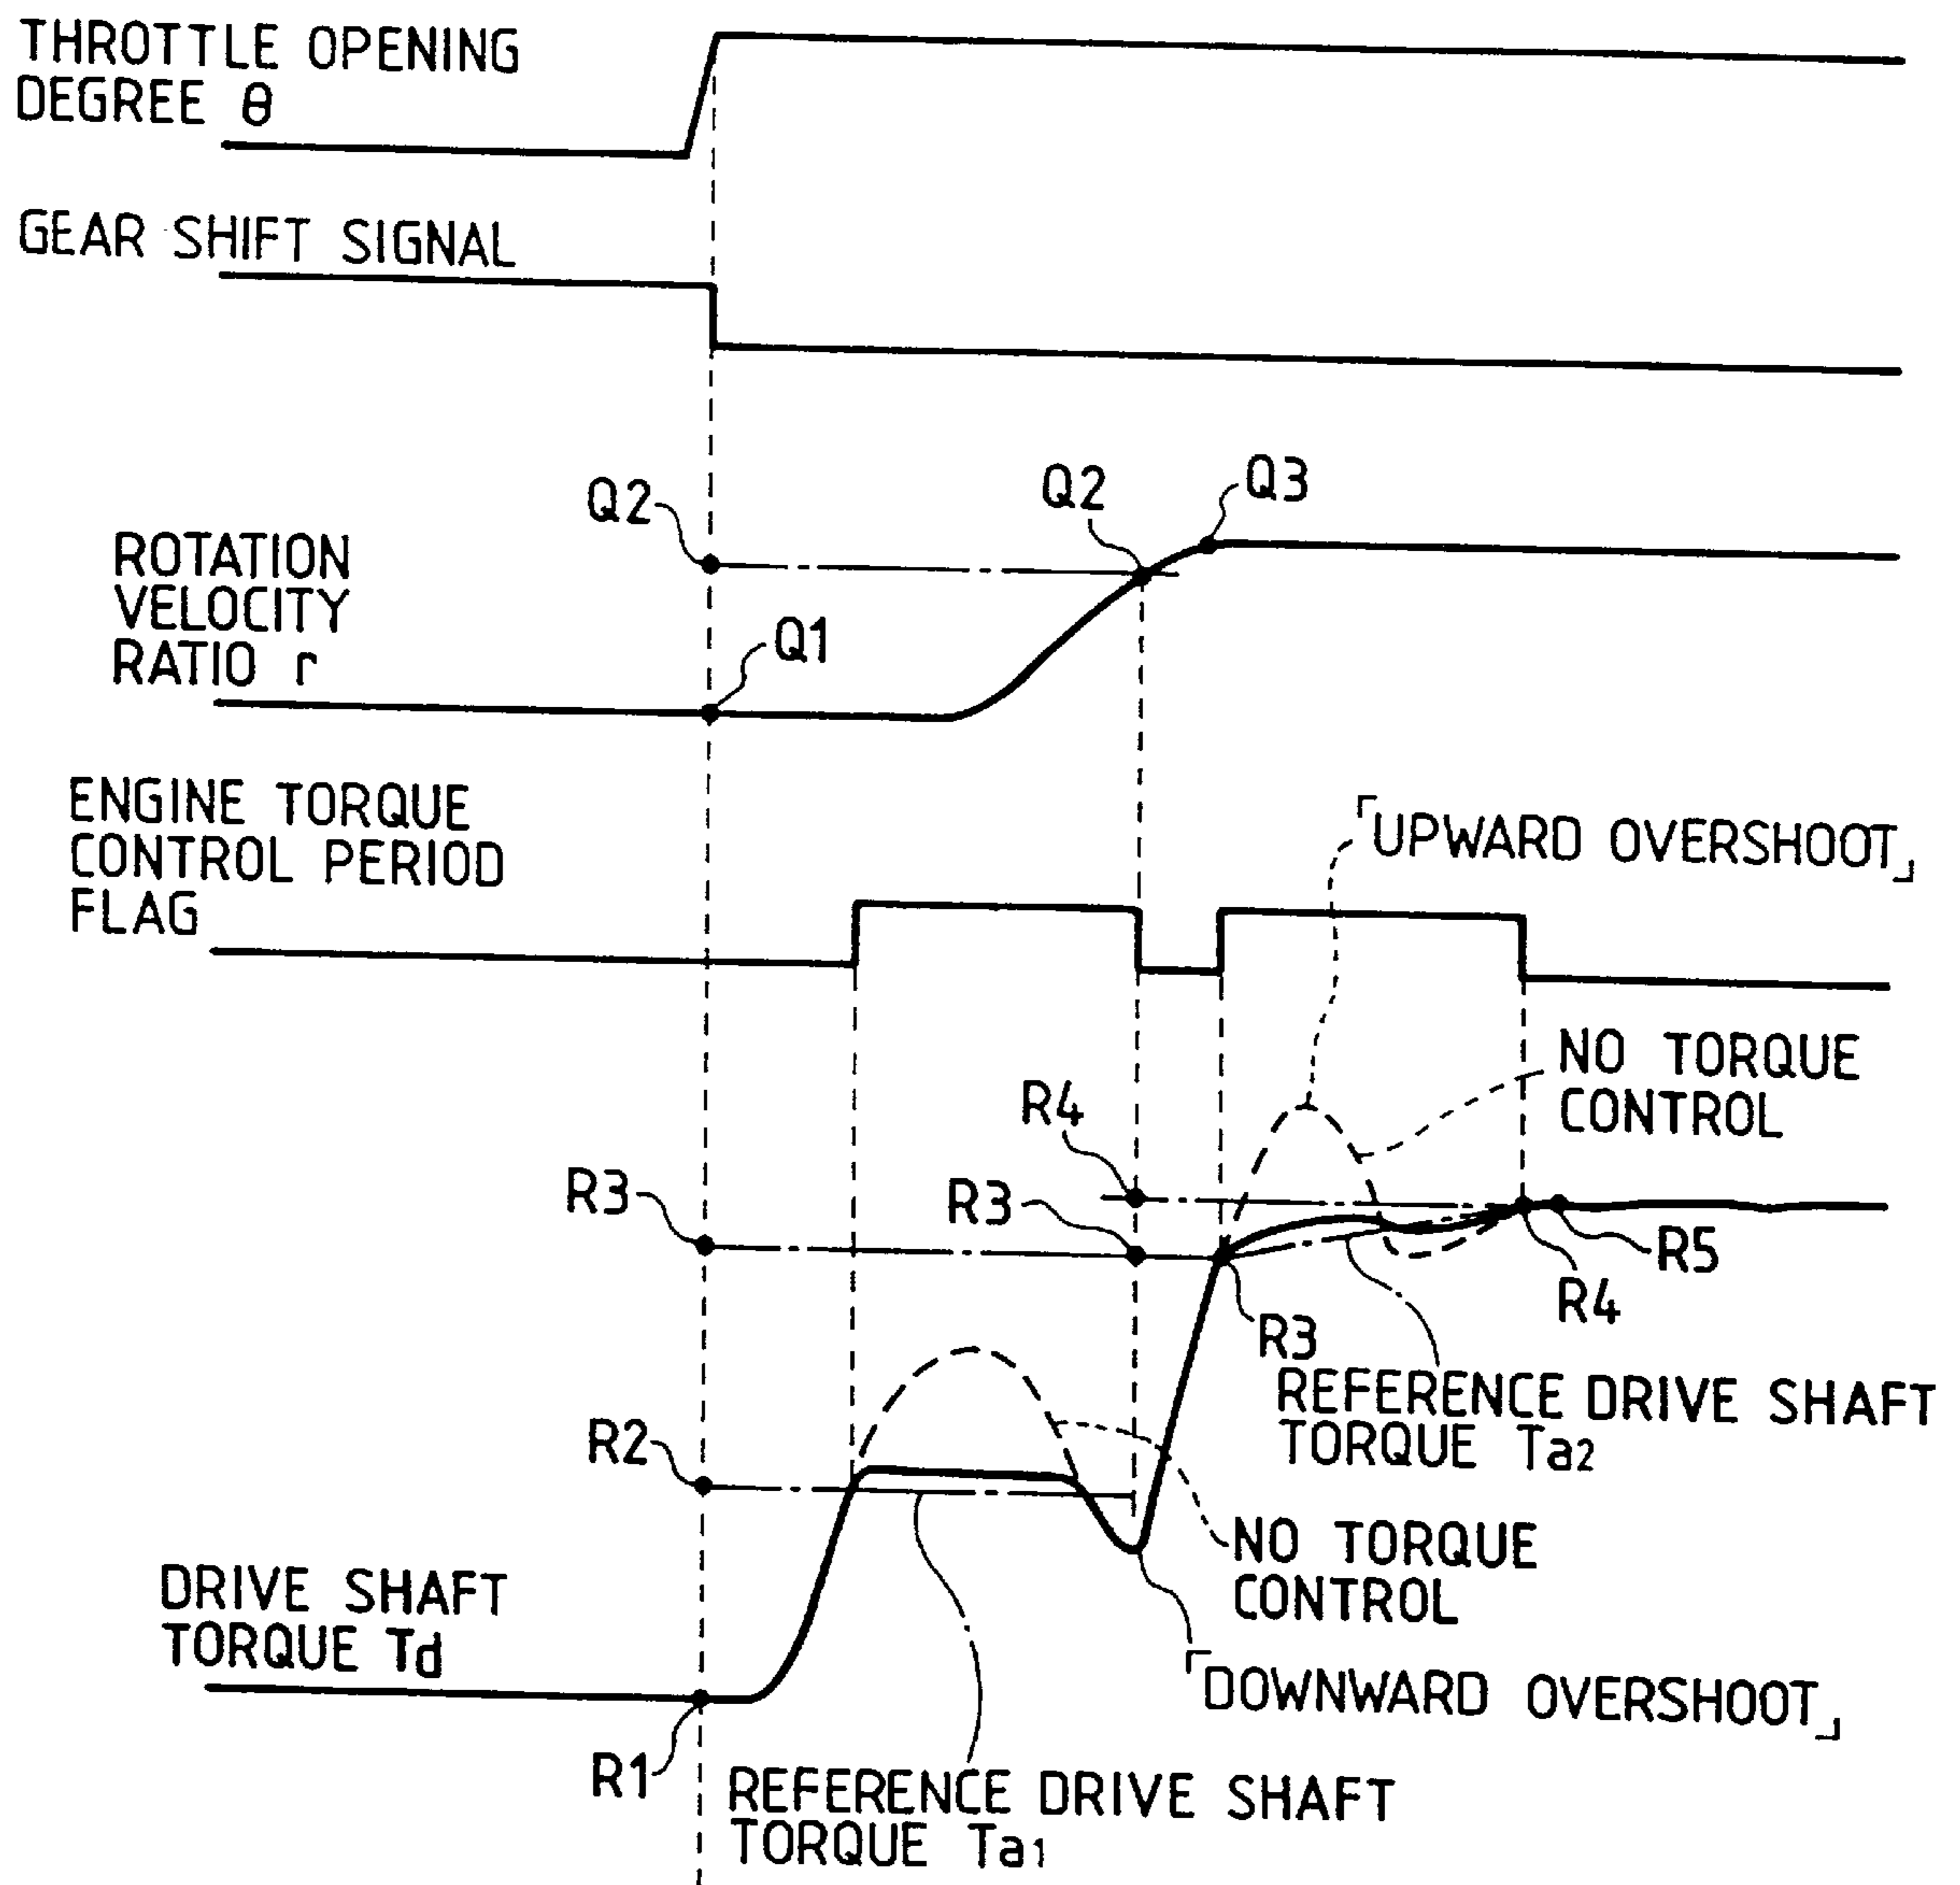 THROTTLE OPENING
DEGREE θ
GEAR SHIFT SIGNAL
Q2
Q2
Q3
ROTATION
VELOCITY
RATIO r
Q1
ENGINE TORQUE
CONTROL PERIOD
FLAG
「UPWARD OVERSHOOT」
NO TORQUE
CONTROL
R4
R3
R3
R5
R4
R3
REFERENCE DRIVE SHAFT
TORQUE Ta2
R2
NO TORQUE
CONTROL
DRIVE SHAFT
TORQUE Td
「DOWNWARD OVERSHOOT」
R1
REFERENCE DRIVE SHAFT
TORQUE Ta1